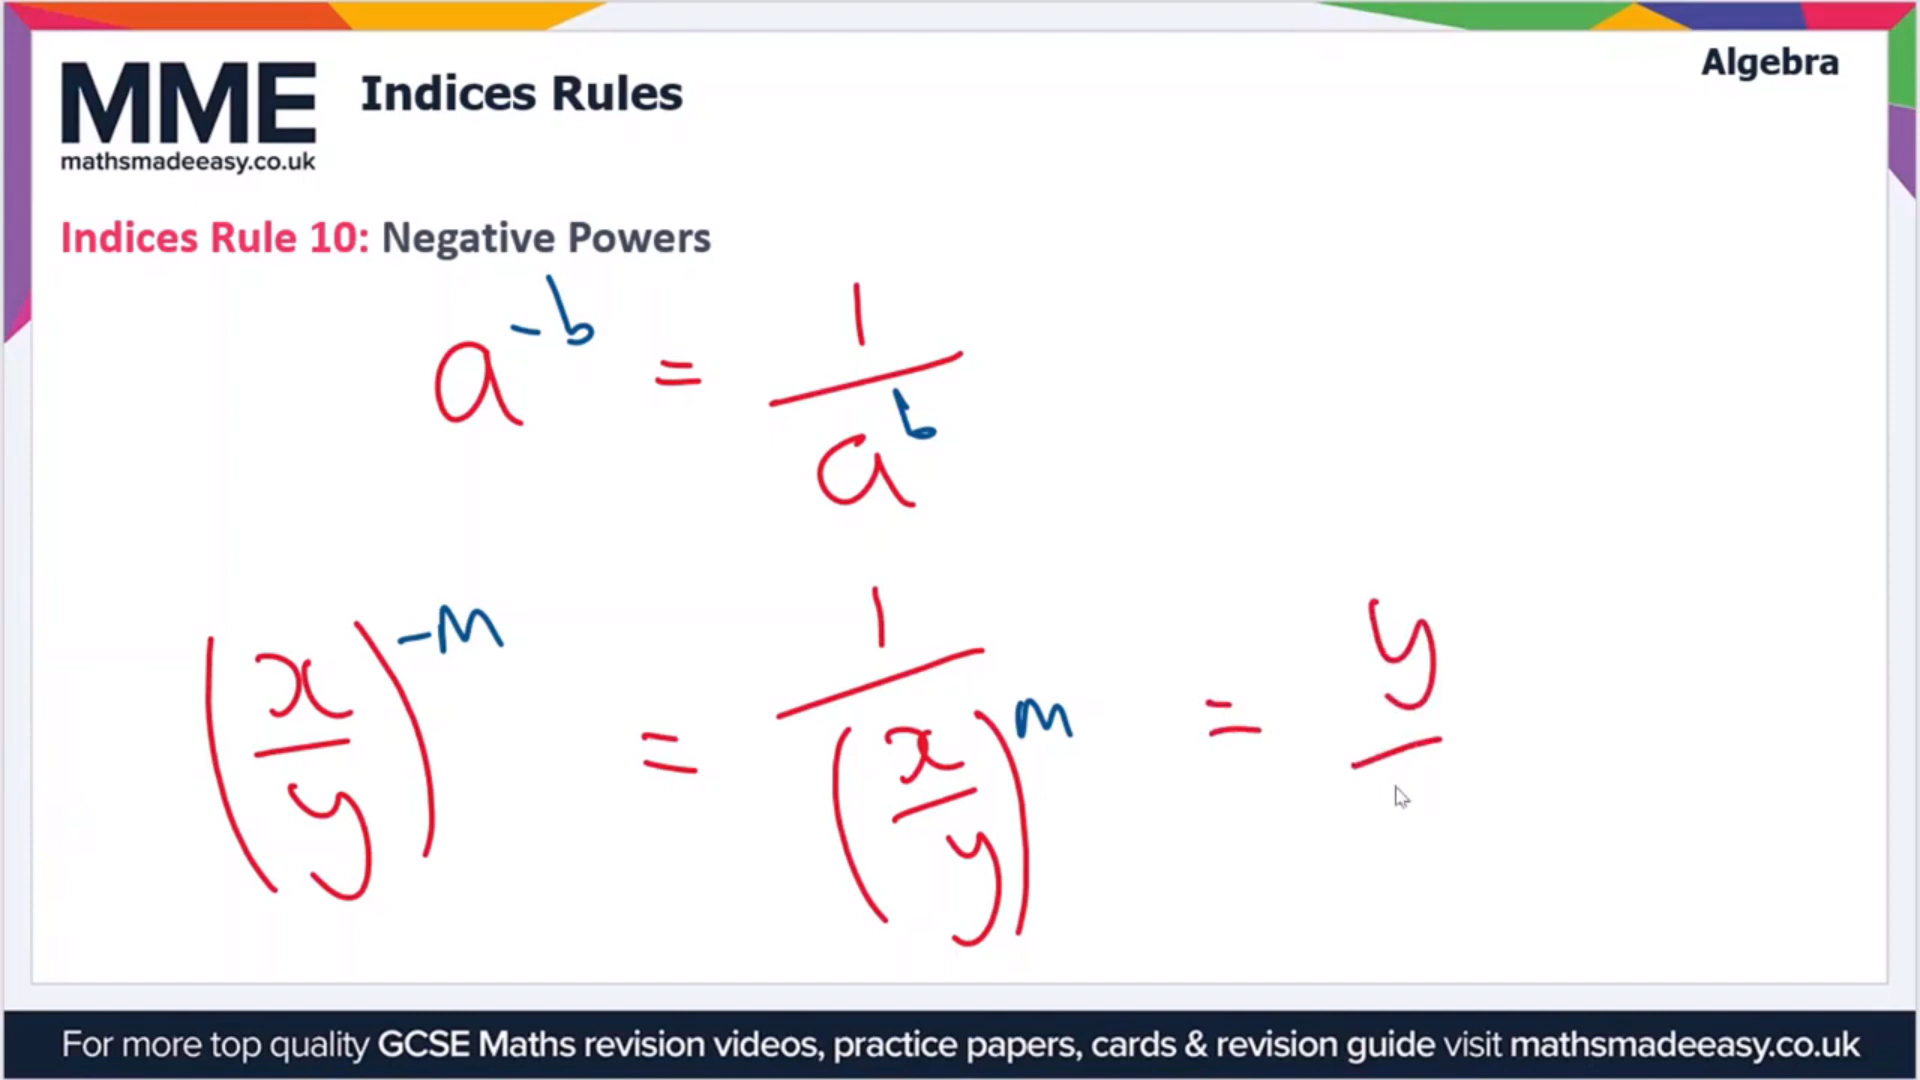 MME
mathsmadeeasy.co.uk
Indices Rules
Algebra
Indices Rule 10: Negative Powers
a^-b = 1/a^b
(x/y)^-m = 1/(x/y)^m = y/
For more top quality GCSE Maths revision videos, practice papers, cards & revision guide visit mathsmadeeasy.co.uk